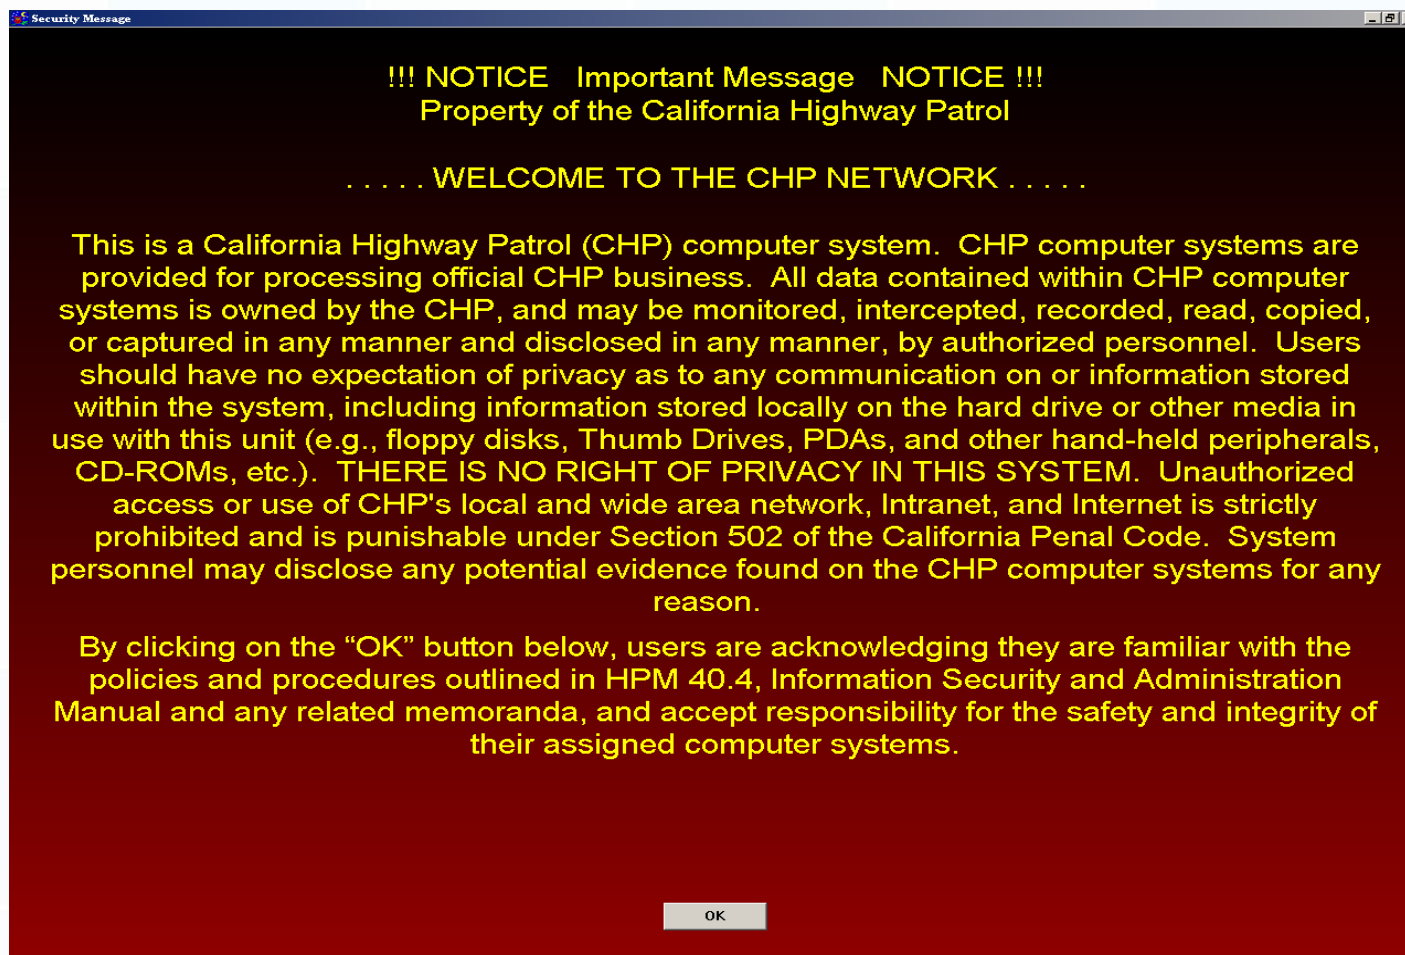 Security Message
!!! NOTICE   Important Message   NOTICE !!!
Property of the California Highway Patrol
. . . . . WELCOME TO THE CHP NETWORK . . . . .
This is a California Highway Patrol (CHP) computer system.  CHP computer systems are
provided for processing official CHP business.  All data contained within CHP computer
systems is owned by the CHP, and may be monitored, intercepted, recorded, read, copied,
or captured in any manner and disclosed in any manner, by authorized personnel.  Users
should have no expectation of privacy as to any communication on or information stored
within the system, including information stored locally on the hard drive or other media in
use with this unit (e.g., floppy disks, Thumb Drives, PDAs, and other hand-held peripherals,
CD-ROMs, etc.).  THERE IS NO RIGHT OF PRIVACY IN THIS SYSTEM.  Unauthorized
access or use of CHP's local and wide area network, Intranet, and Internet is strictly
prohibited and is punishable under Section 502 of the California Penal Code.  System
personnel may disclose any potential evidence found on the CHP computer systems for any
reason.
By clicking on the “OK” button below, users are acknowledging they are familiar with the
policies and procedures outlined in HPM 40.4, Information Security and Administration
Manual and any related memoranda, and accept responsibility for the safety and integrity of
their assigned computer systems.
OK